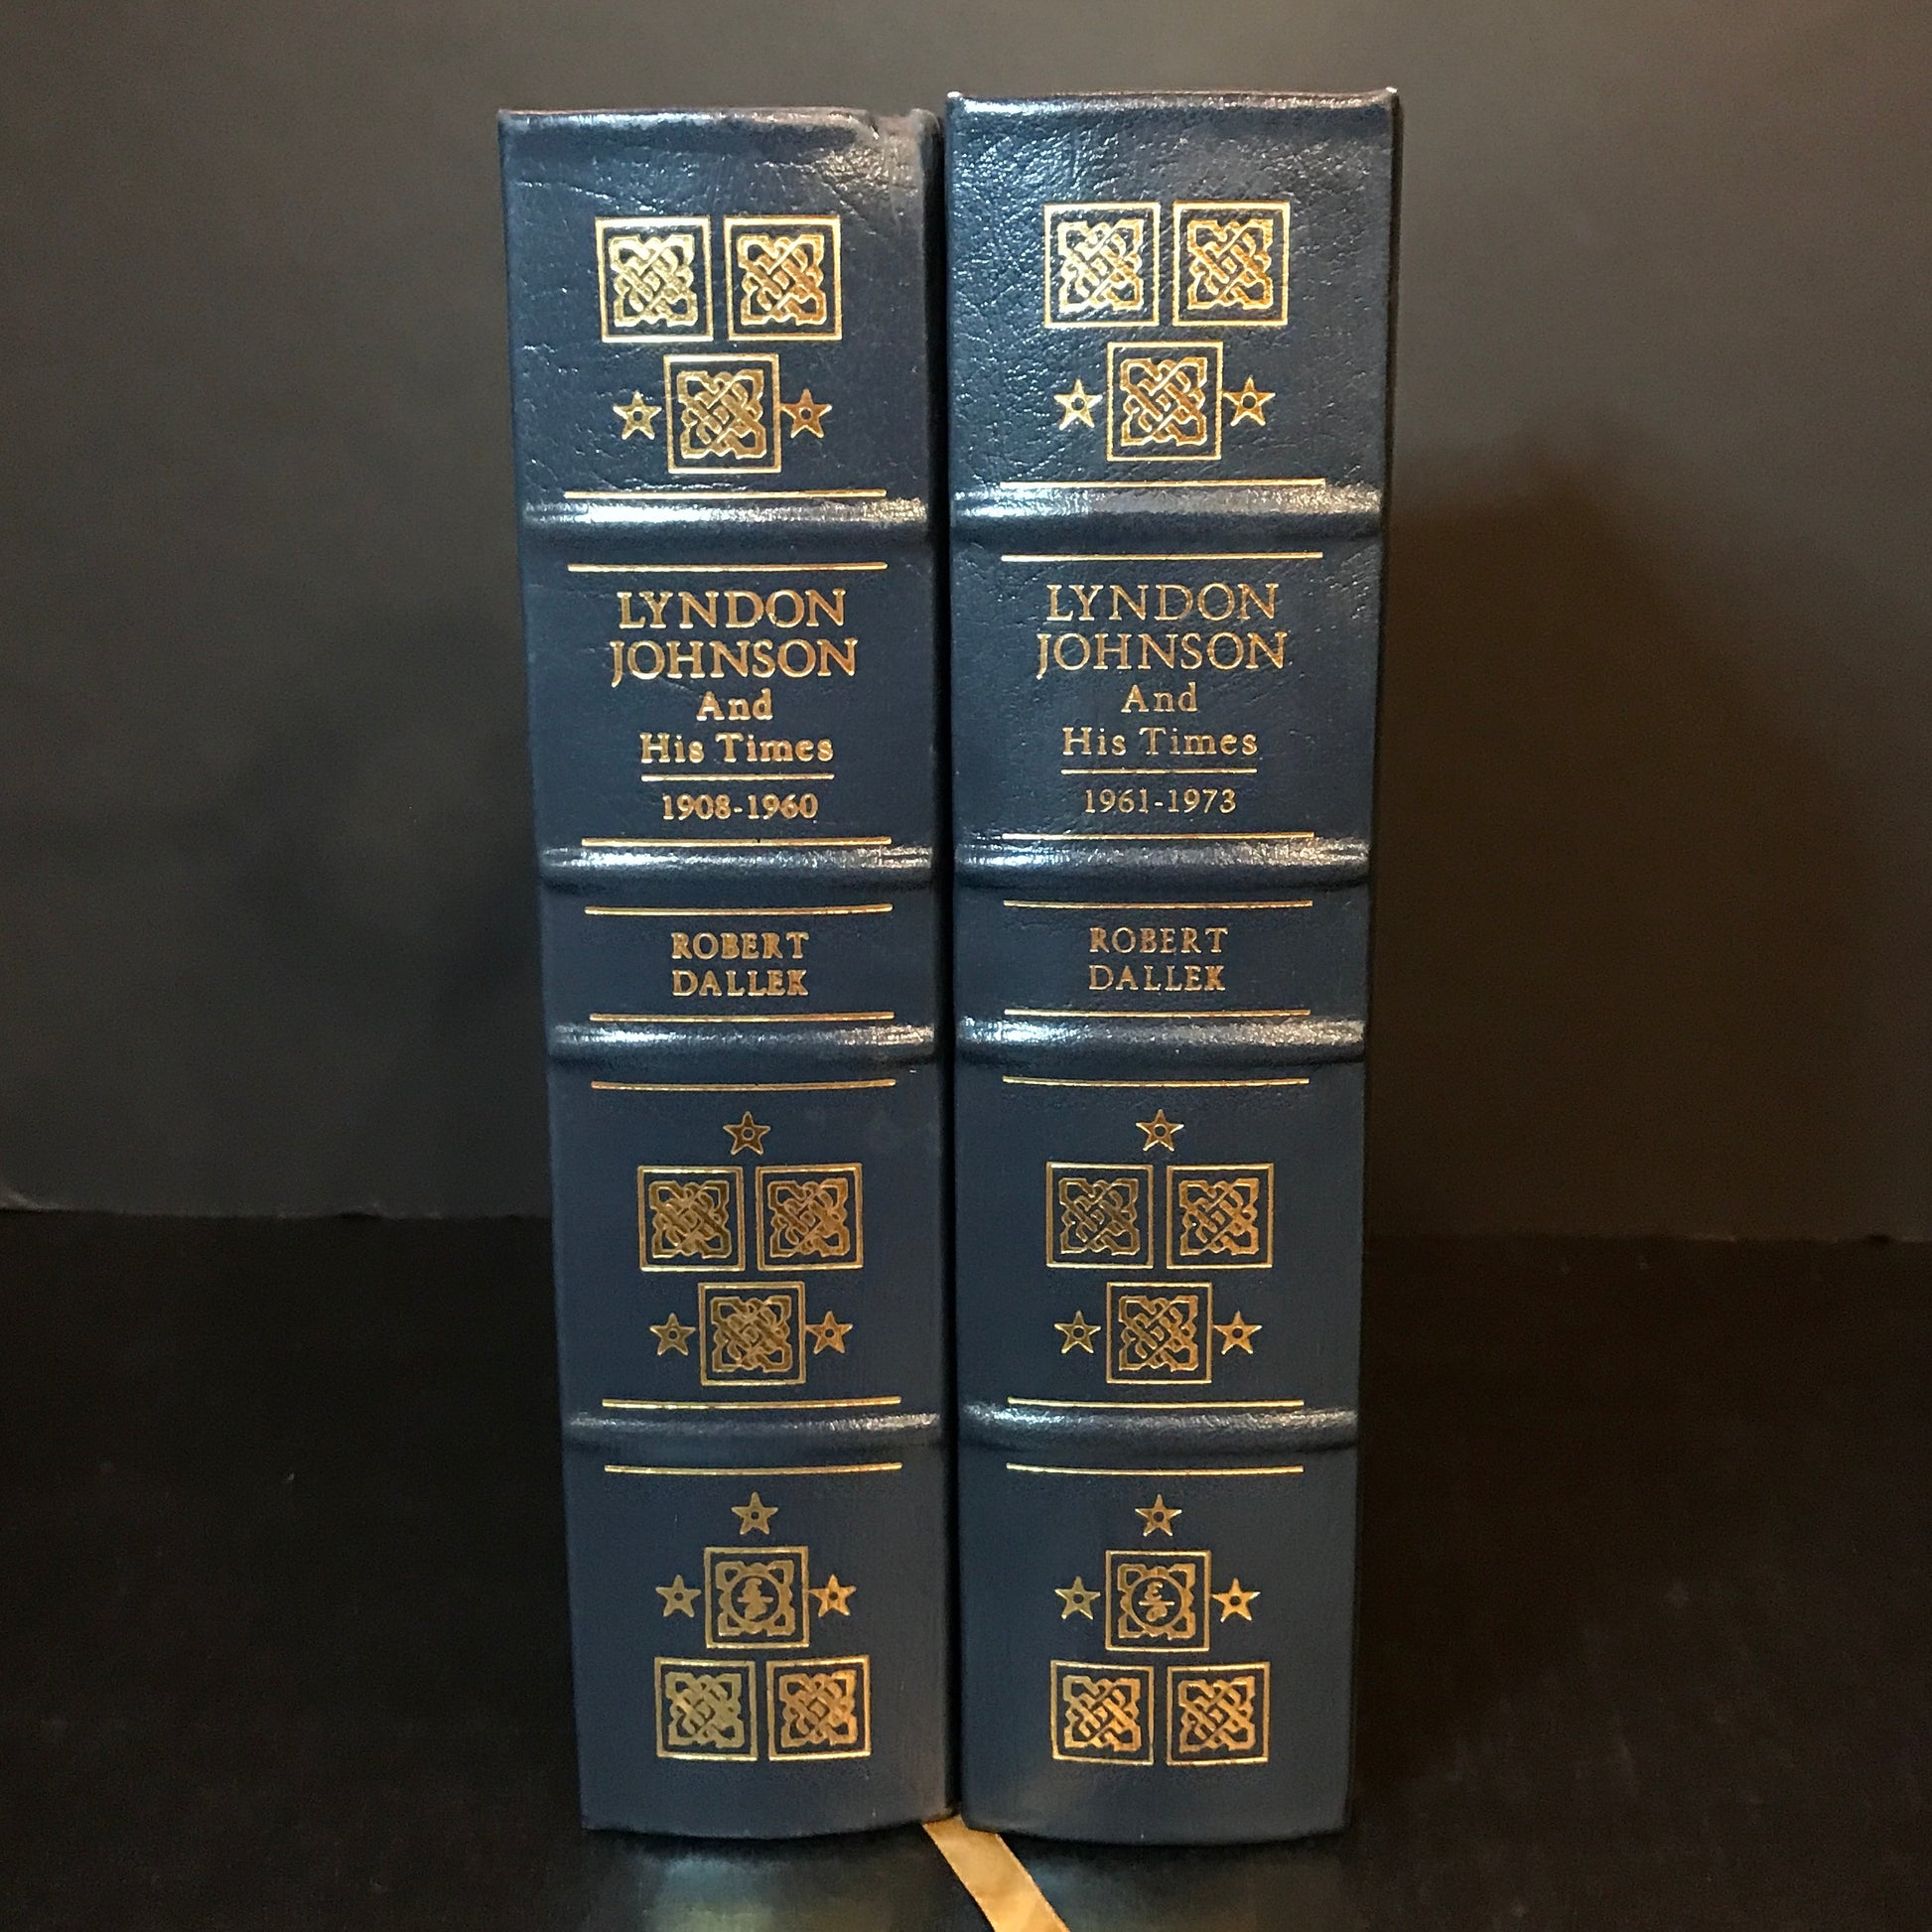 LYNDON
JOHNSON
And
His Times
1908-1960
ROBERT
DALLEK
LYNDON
JOHNSON
And
His Times
1961-1973
ROBERT
DALLEK